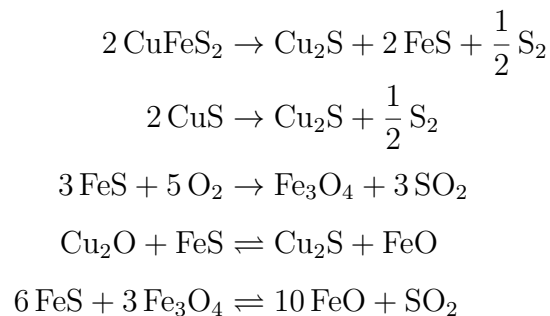 2 CuFeS₂ → Cu₂S + 2 FeS + 1/2 S₂
2 CuS → Cu₂S + 1/2 S₂
3 FeS + 5 O₂ → Fe₃O₄ + 3 SO₂
Cu₂O + FeS ⇌ Cu₂S + FeO
6 FeS + 3 Fe₃O₄ ⇌ 10 FeO + SO₂